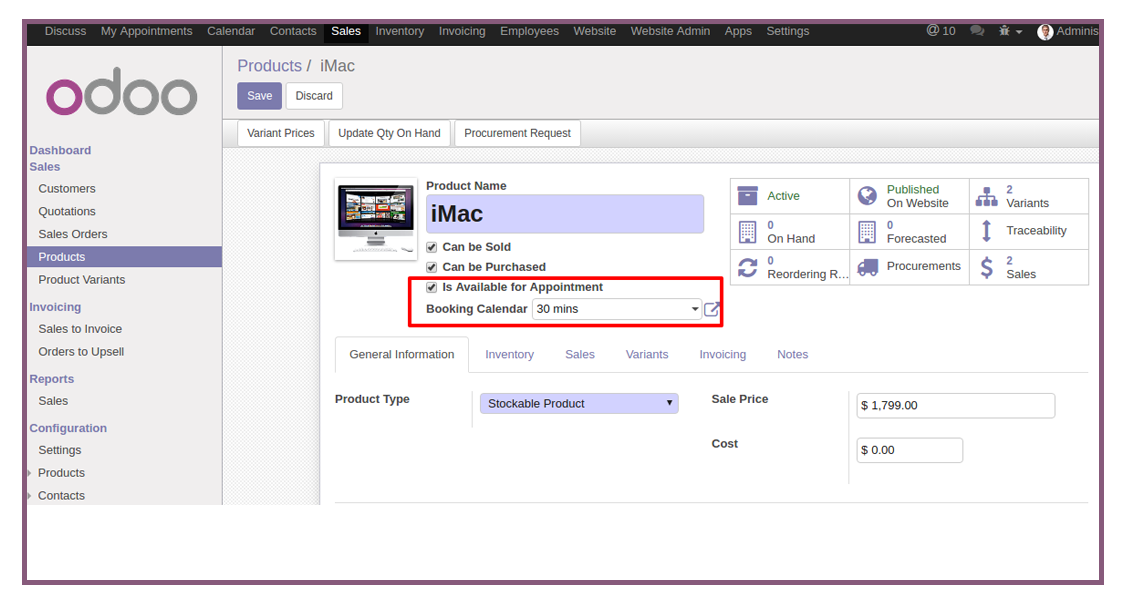 Discuss My Appointments Calendar Contacts Sales Inventory Invoicing Employees Website Website Admin Apps Settings @ 10 Adminis
odoo
Products / iMac
Save Discard
Variant Prices Update Qty On Hand Procurement Request
Dashboard
Sales
Customers
Quotations
Sales Orders
Products
Product Variants
Invoicing
Sales to Invoice
Orders to Upsell
Reports
Sales
Configuration
Settings
Products
Contacts
Product Name
iMac
Can be Sold
Can be Purchased
Is Available for Appointment
Booking Calendar 30 mins
Active
Published
On Website
2
Variants
0
On Hand
0
Forecasted
Traceability
0
Reordering R...
Procurements
2
Sales
General Information Inventory Sales Variants Invoicing Notes
Product Type Stockable Product
Sale Price $ 1,799.00
Cost $ 0.00